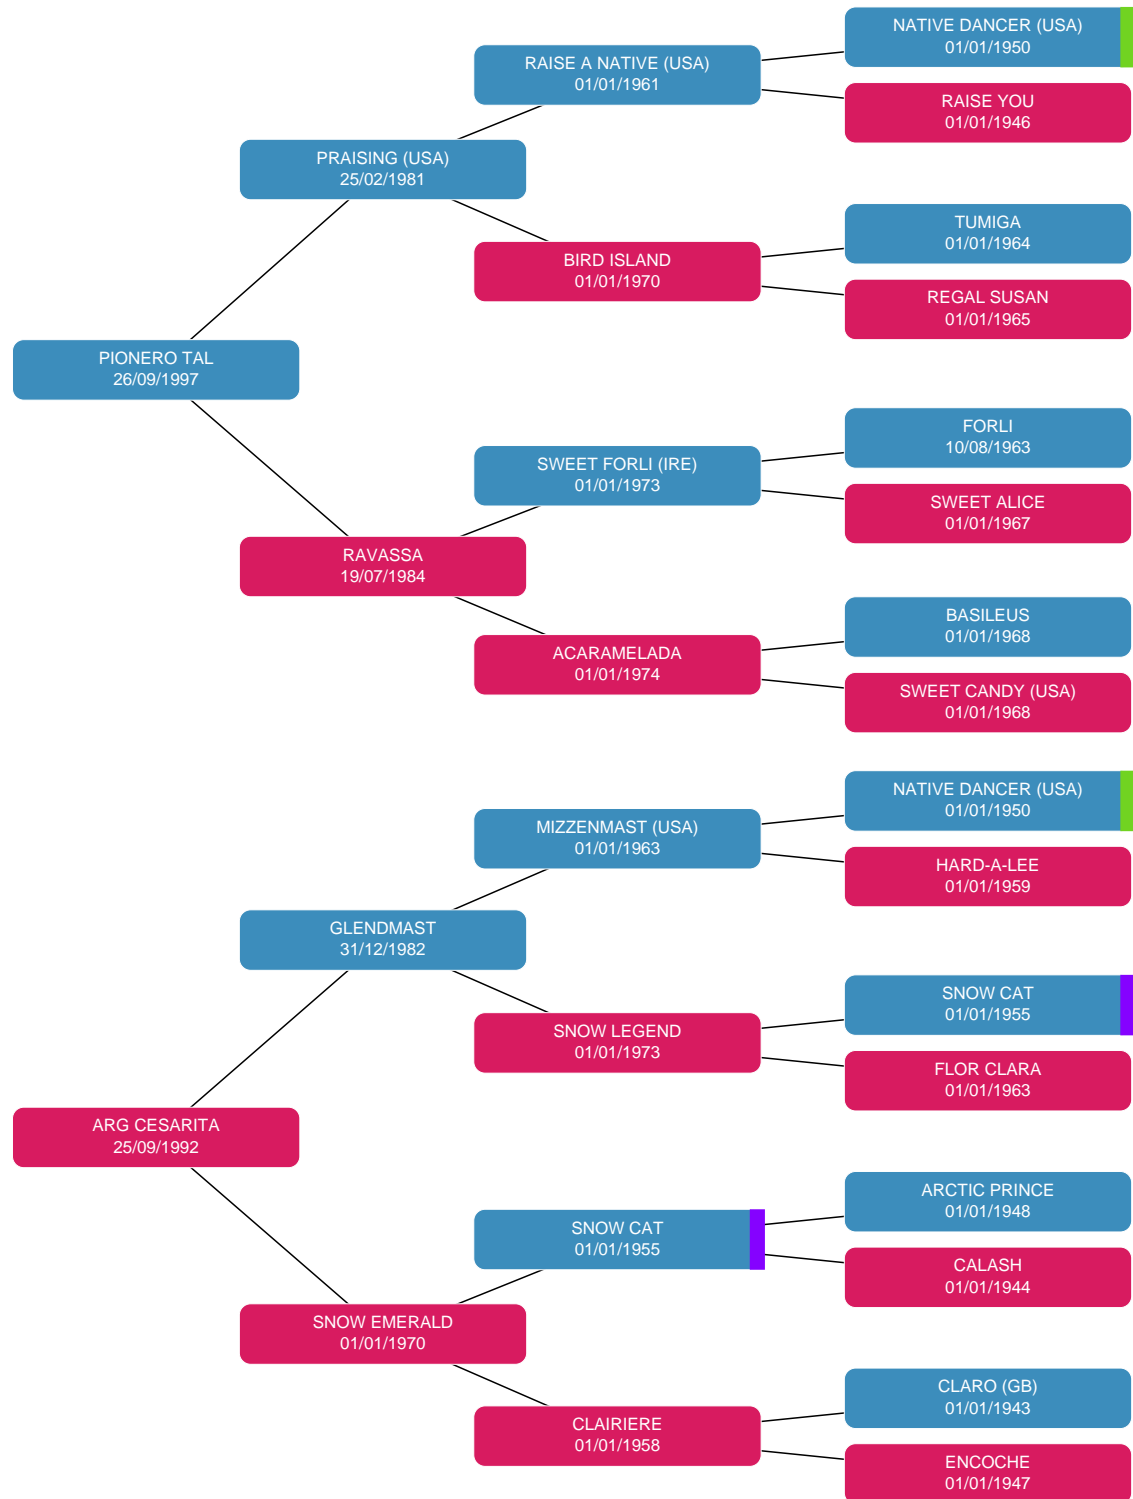 NATIVE DANCER (USA)
01/01/1950
RAISE A NATIVE (USA)
01/01/1961
RAISE YOU
01/01/1946
PRAISING (USA)
25/02/1981
TUMIGA
01/01/1964
BIRD ISLAND
01/01/1970
REGAL SUSAN
01/01/1965
PIONERO TAL
26/09/1997
FORLI
10/08/1963
SWEET FORLI (IRE)
01/01/1973
SWEET ALICE
01/01/1967
RAVASSA
19/07/1984
BASILEUS
01/01/1968
ACARAMELADA
01/01/1974
SWEET CANDY (USA)
01/01/1968
NATIVE DANCER (USA)
01/01/1950
MIZZENMAST (USA)
01/01/1963
HARD-A-LEE
01/01/1959
GLENDMAST
31/12/1982
SNOW CAT
01/01/1955
SNOW LEGEND
01/01/1973
FLOR CLARA
01/01/1963
ARG CESARITA
25/09/1992
ARCTIC PRINCE
01/01/1948
SNOW CAT
01/01/1955
CALASH
01/01/1944
SNOW EMERALD
01/01/1970
CLARO (GB)
01/01/1943
CLAIRIERE
01/01/1958
ENCOCHE
01/01/1947